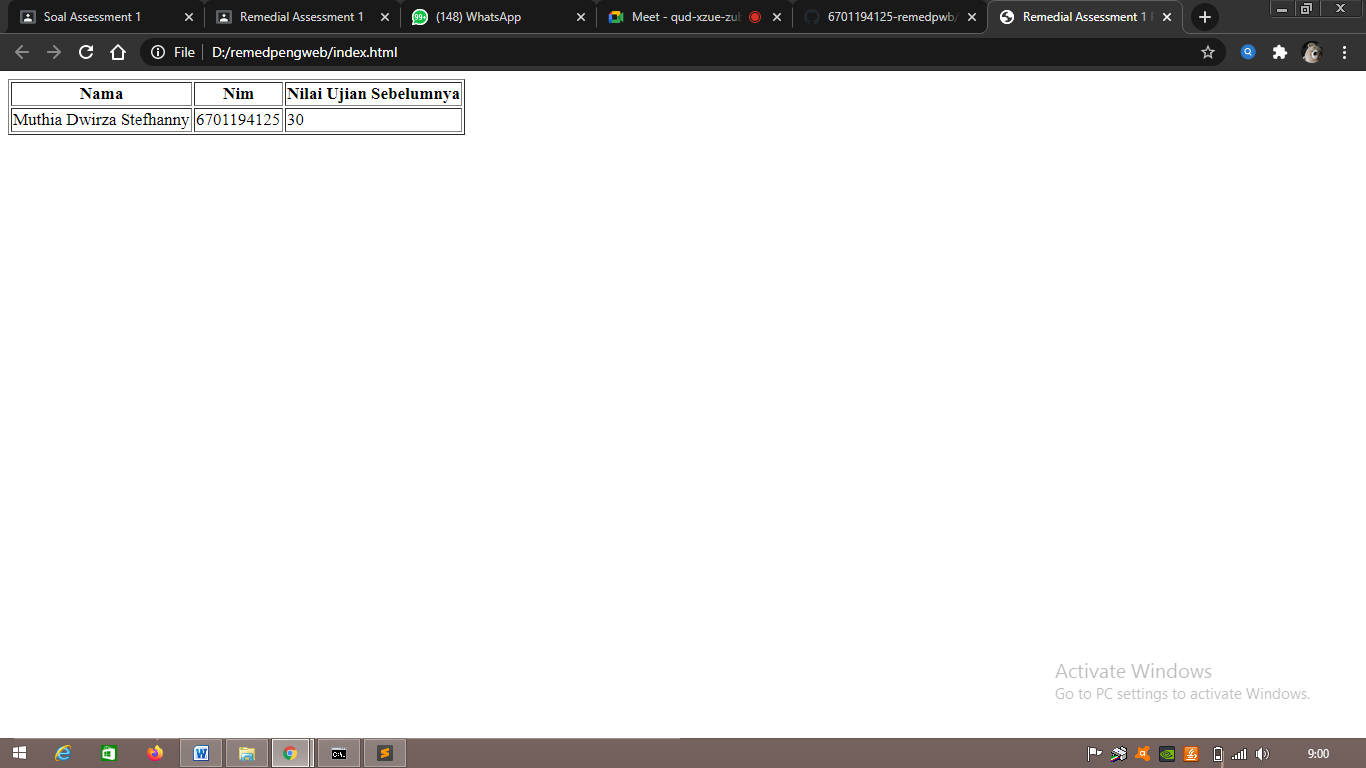 Soal Assessment 1
Remedial Assessment 1
99+
(148) WhatsApp
Meet - qud-xzue-zu
6701194125-remedpwb/
Remedial Assessment 1
File
D:/remedpengweb/index.html
Nama Nim Nilai Ujian Sebelumnya
Muthia Dwirza Stefhanny 6701194125 30
Activate Windows
Go to PC settings to activate Windows.
9:00